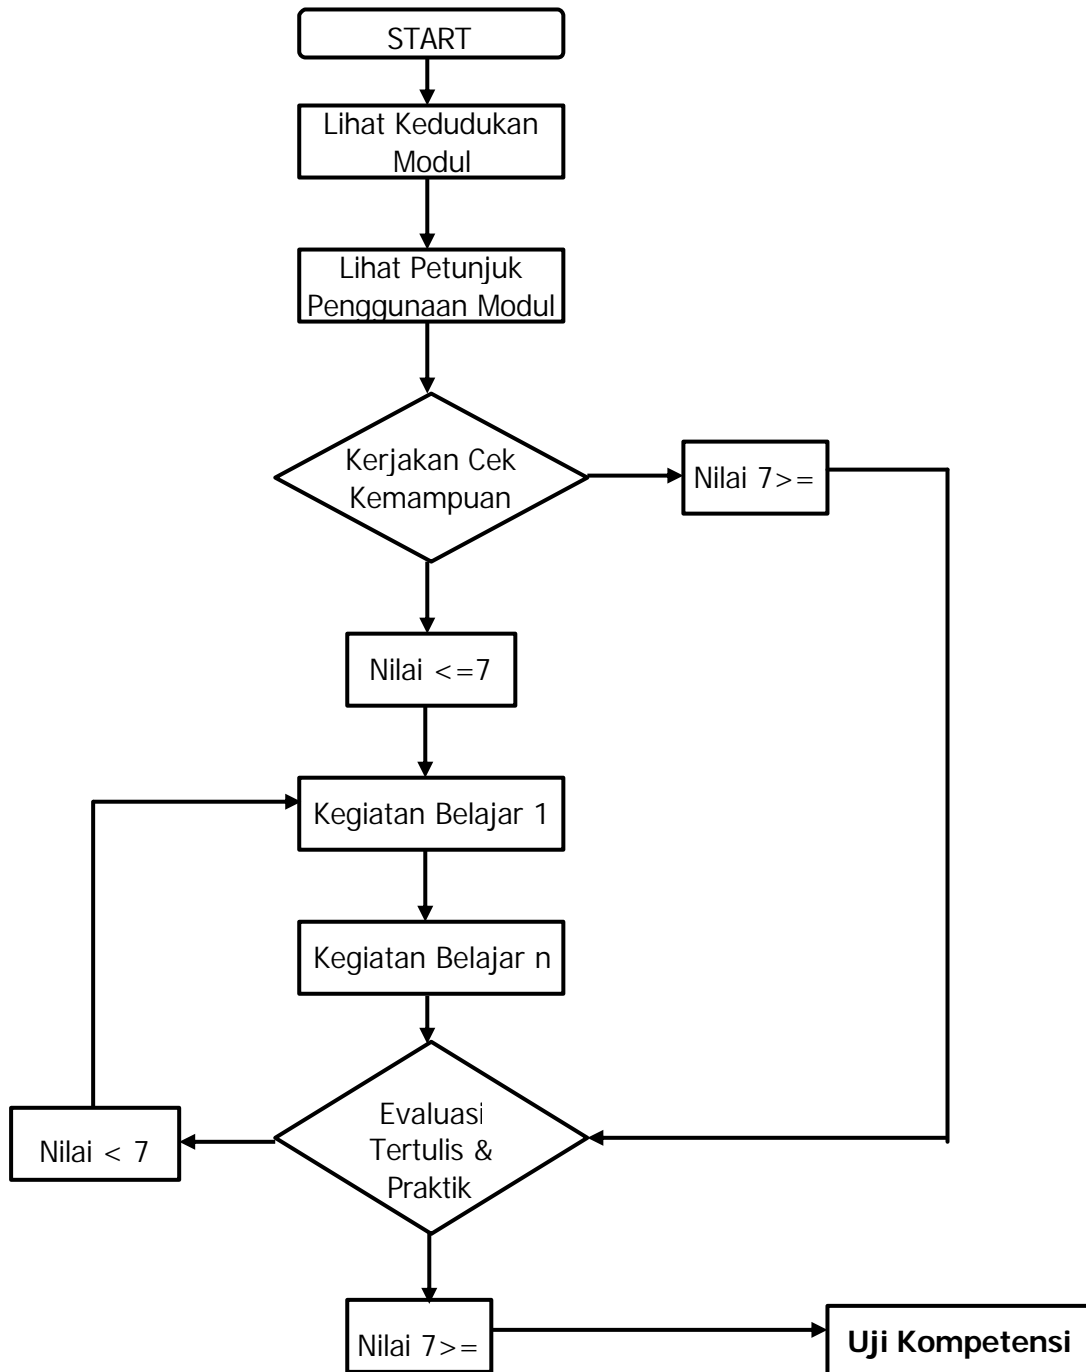 START
Lihat Kedudukan
Modul
Lihat Petunjuk
Penggunaan Modul
Kerjakan Cek
Kemampuan
Nilai 7>=
Nilai <=7
Kegiatan Belajar 1
Kegiatan Belajar n
Evaluasi
Tertulis &
Praktik
Nilai < 7
Nilai 7>=
Uji Kompetensi